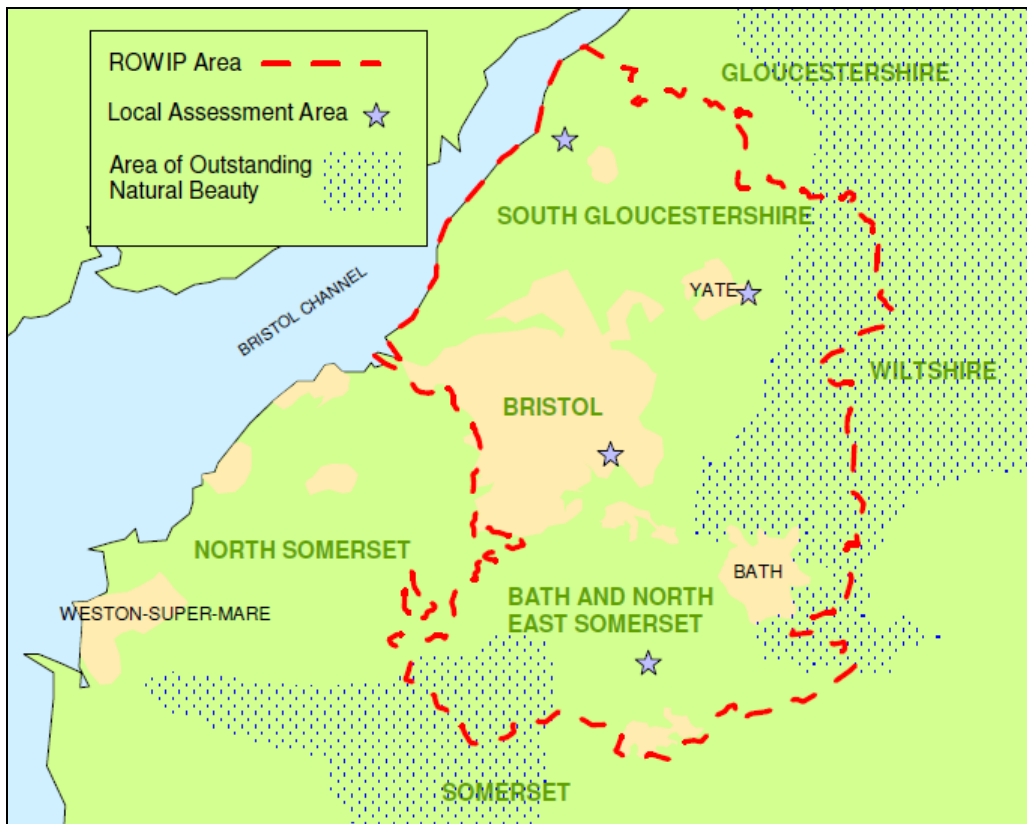 ROWIP Area
Local Assessment Area
Area of Outstanding
Natural Beauty
GLOUCESTERSHIRE
SOUTH GLOUCESTERSHIRE
YATE
BRISTOL CHANNEL
WILTSHIRE
BRISTOL
NORTH SOMERSET
BATH
BATH AND NORTH
EAST SOMERSET
WESTON-SUPER-MARE
SOMERSET